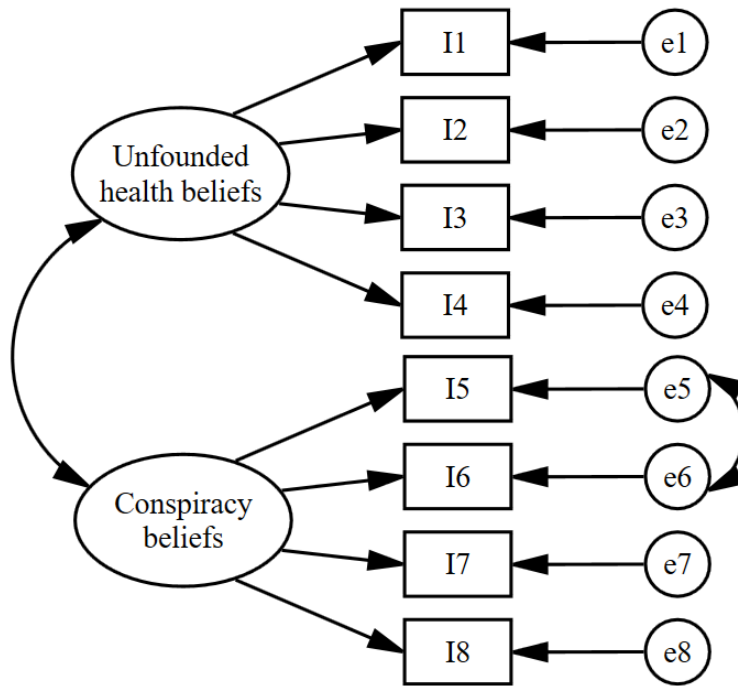 I1
e1
I2
e2
Unfounded
health beliefs
I3
e3
I4
e4
I5
e5
I6
e6
Conspiracy
beliefs
I7
e7
I8
e8